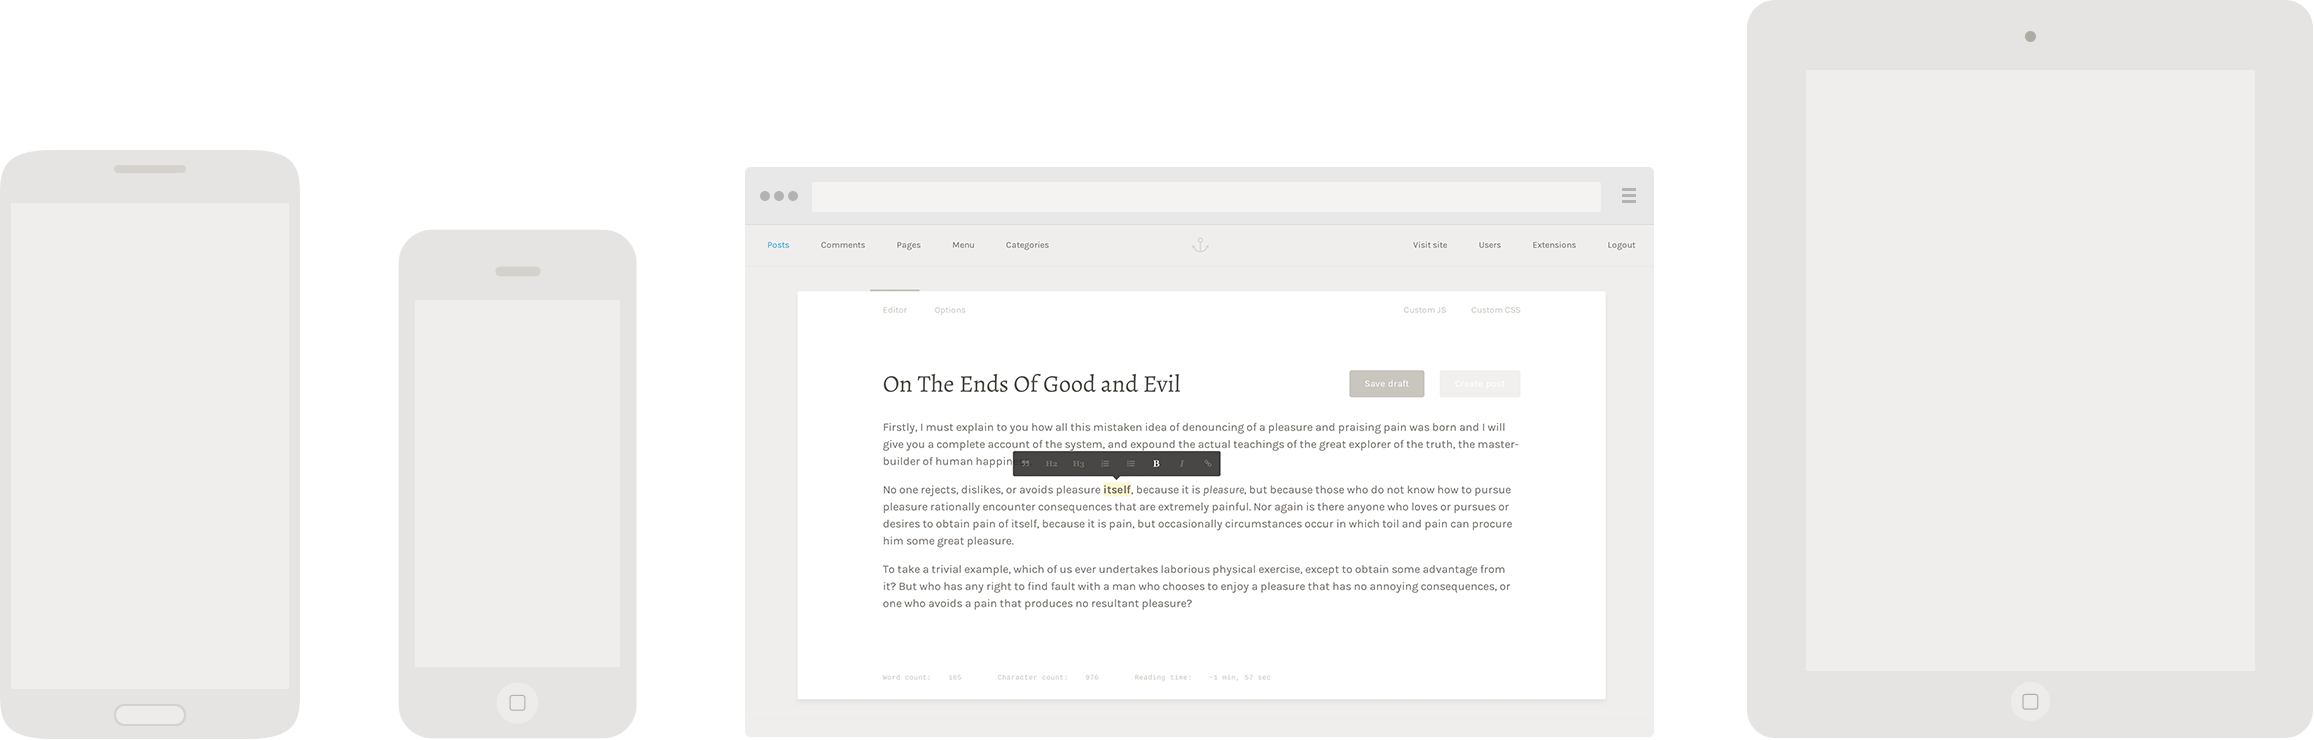 Posts Comments Pages Menu Categories Visit site Users Extensions Logout
Editor Options Custom JS Custom CSS
On The Ends Of Good and Evil Save draft Create post
Firstly, I must explain to you how all this mistaken idea of denouncing of a pleasure and praising pain was born and I will
give you a complete account of the system, and expound the actual teachings of the great explorer of the truth, the master-
builder of human happine
H2 H3 B I
No one rejects, dislikes, or avoids pleasure itself, because it is pleasure, but because those who do not know how to pursue
pleasure rationally encounter consequences that are extremely painful. Nor again is there anyone who loves or pursues or
desires to obtain pain of itself, because it is pain, but occasionally circumstances occur in which toil and pain can procure
him some great pleasure.
To take a trivial example, which of us ever undertakes laborious physical exercise, except to obtain some advantage from
it? But who has any right to find fault with a man who chooses to enjoy a pleasure that has no annoying consequences, or
one who avoids a pain that produces no resultant pleasure?
Word count: 165 Character count: 976 Reading time: ~1 min, 57 sec